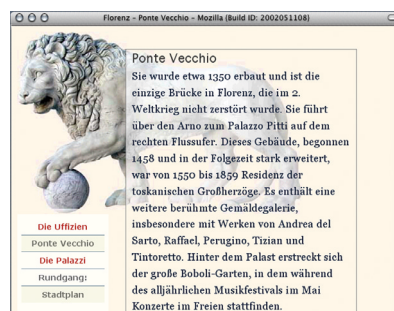 Florenz - Ponte Vecchio - Mozilla {Build ID: 2002051108}
Ponte Vecchio
Sie wurde etwa 1350 erbaut und ist die
einzige Brücke in Florenz, die im 2.
Weltkrieg nicht zerstört wurde. Sie führt
über den Arno zum Palazzo Pitti auf dem
rechten Flussufer. Dieses Gebäude, begonnen
1458 und in der Folgezeit stark erweitert,
war von 1550 bis 1859 Residenz der
toskanischen Großherzöge. Es enthält eine
weitere berühmte Gemäldegalerie,
insbesondere mit Werken von Andrea del
Sarto, Raffael, Perugino, Tizian und
Tintoretto. Hinter dem Palast erstreckt sich
der große Boboli-Garten, in dem während
des alljährlichen Musikfestivals im Mai
Konzerte im Freien stattfinden.
Die Uffizien
Ponte Vecchio
Die Palazzi
Rundgang:
Stadtplan